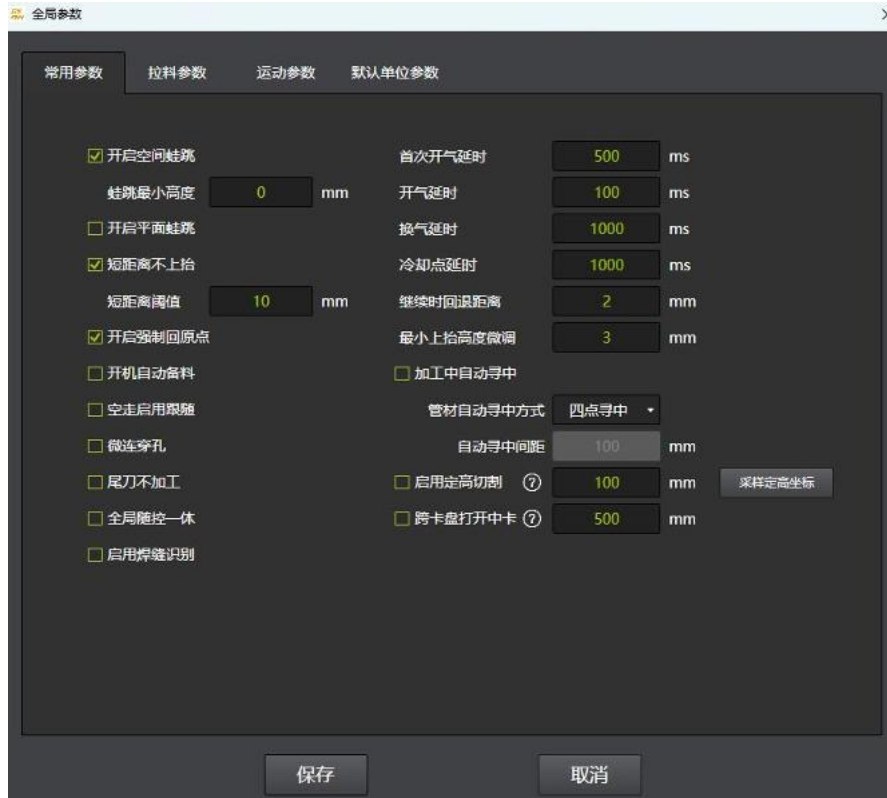 全局参数
常用参数 拉料参数 运动参数 默认单位参数
开启空间蛙跳 首次开气延时 500 ms
蛙跳最小高度 0 mm 开气延时 100 ms
开启平面蛙跳 换气延时 1000 ms
短距离不上抬 冷却点延时 1000 ms
短距离阈值 10 mm 继续时回退距离 2 mm
开启强制回原点 最小上抬高度微调 3 mm
开机自动备料 加工中自动寻中
空走启用跟随 管材自动寻中方式 四点寻中
微连穿孔 自动寻中间距 100 mm
尾刀不加工 启用定高切割 ? 100 mm 采样定高坐标
全局随控一体 跨卡盘打开中卡 ? 500 mm
启用焊缝识别
保存 取消